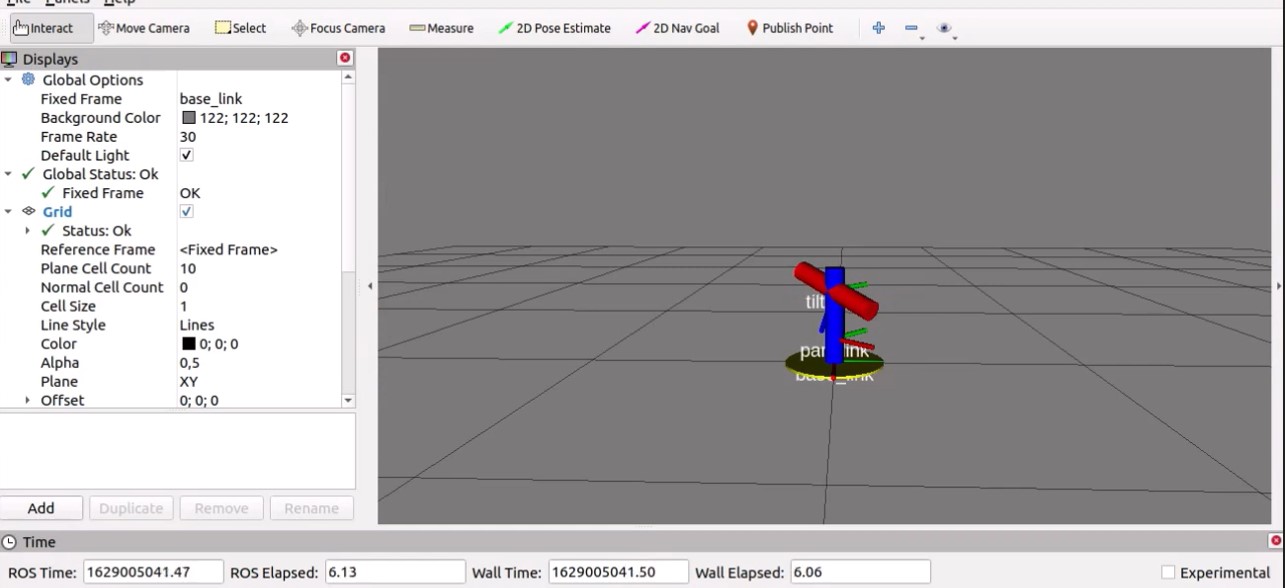 Interact Move Camera Select Focus Camera Measure 2D Pose Estimate 2D Nav Goal Publish Point
Displays
Global Options
Fixed Frame base_link
Background Color 122; 122; 122
Frame Rate 30
Default Light
Global Status: Ok
Fixed Frame OK
Grid
Status: Ok
Reference Frame <Fixed Frame>
Plane Cell Count 10
Normal Cell Count 0
Cell Size 1
Line Style Lines
Color 0; 0; 0
Alpha 0,5
Plane XY
Offset 0; 0; 0
Add Duplicate Remove Rename
tilt
base_link
Time
ROS Time: 1629005041.47 ROS Elapsed: 6.13 Wall Time: 1629005041.50 Wall Elapsed: 6.06 Experimental